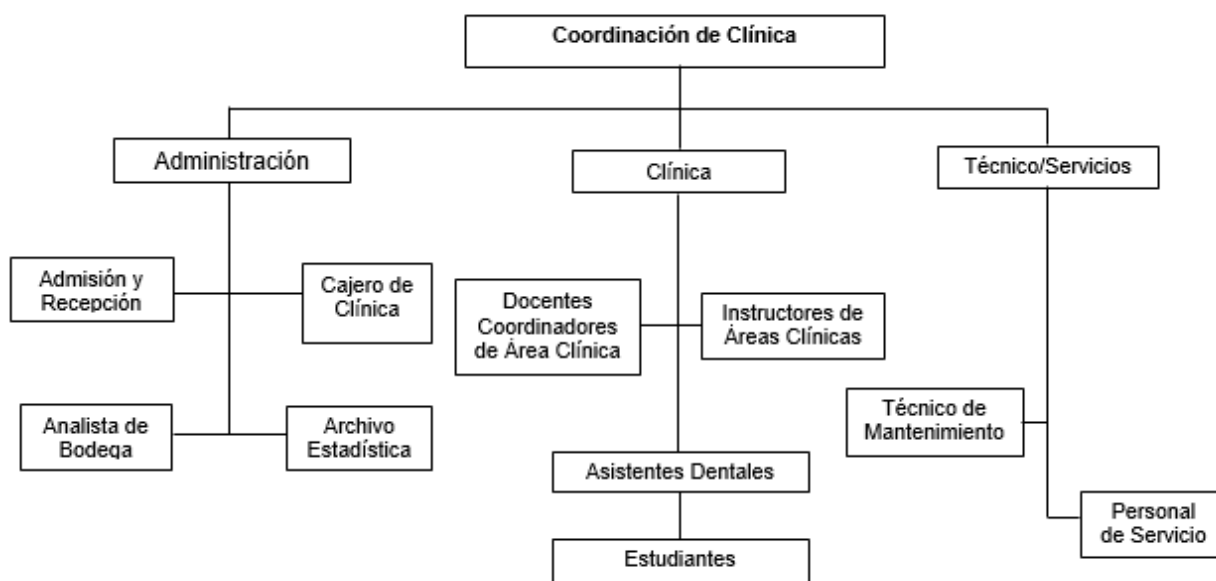 Coordinación de Clínica
Administración
Clínica
Técnico/Servicios
Admisión y
Recepción
Cajero de
Clínica
Docentes
Coordinadores
de Área Clínica
Instructores de
Áreas Clínicas
Analista de
Bodega
Archivo
Estadística
Técnico de
Mantenimiento
Asistentes Dentales
Personal
de Servicio
Estudiantes